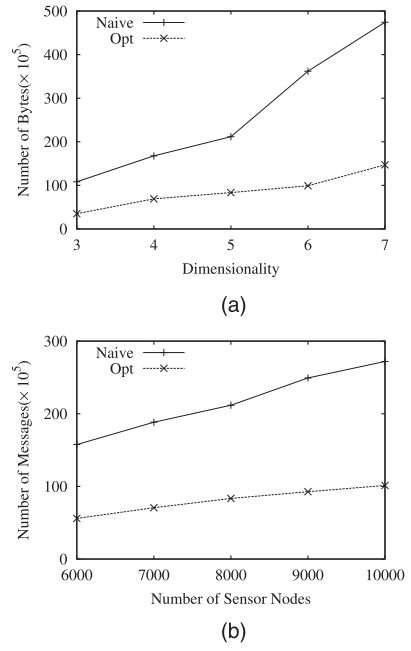 500
400
300
200
100
0
Number of Bytes(× 10⁵)
Naive
Opt
3 4 5 6 7
Dimensionality
(a)
300
200
100
0
Number of Messages(× 10⁵)
Naive
Opt
6000 7000 8000 9000 10000
Number of Sensor Nodes
(b)